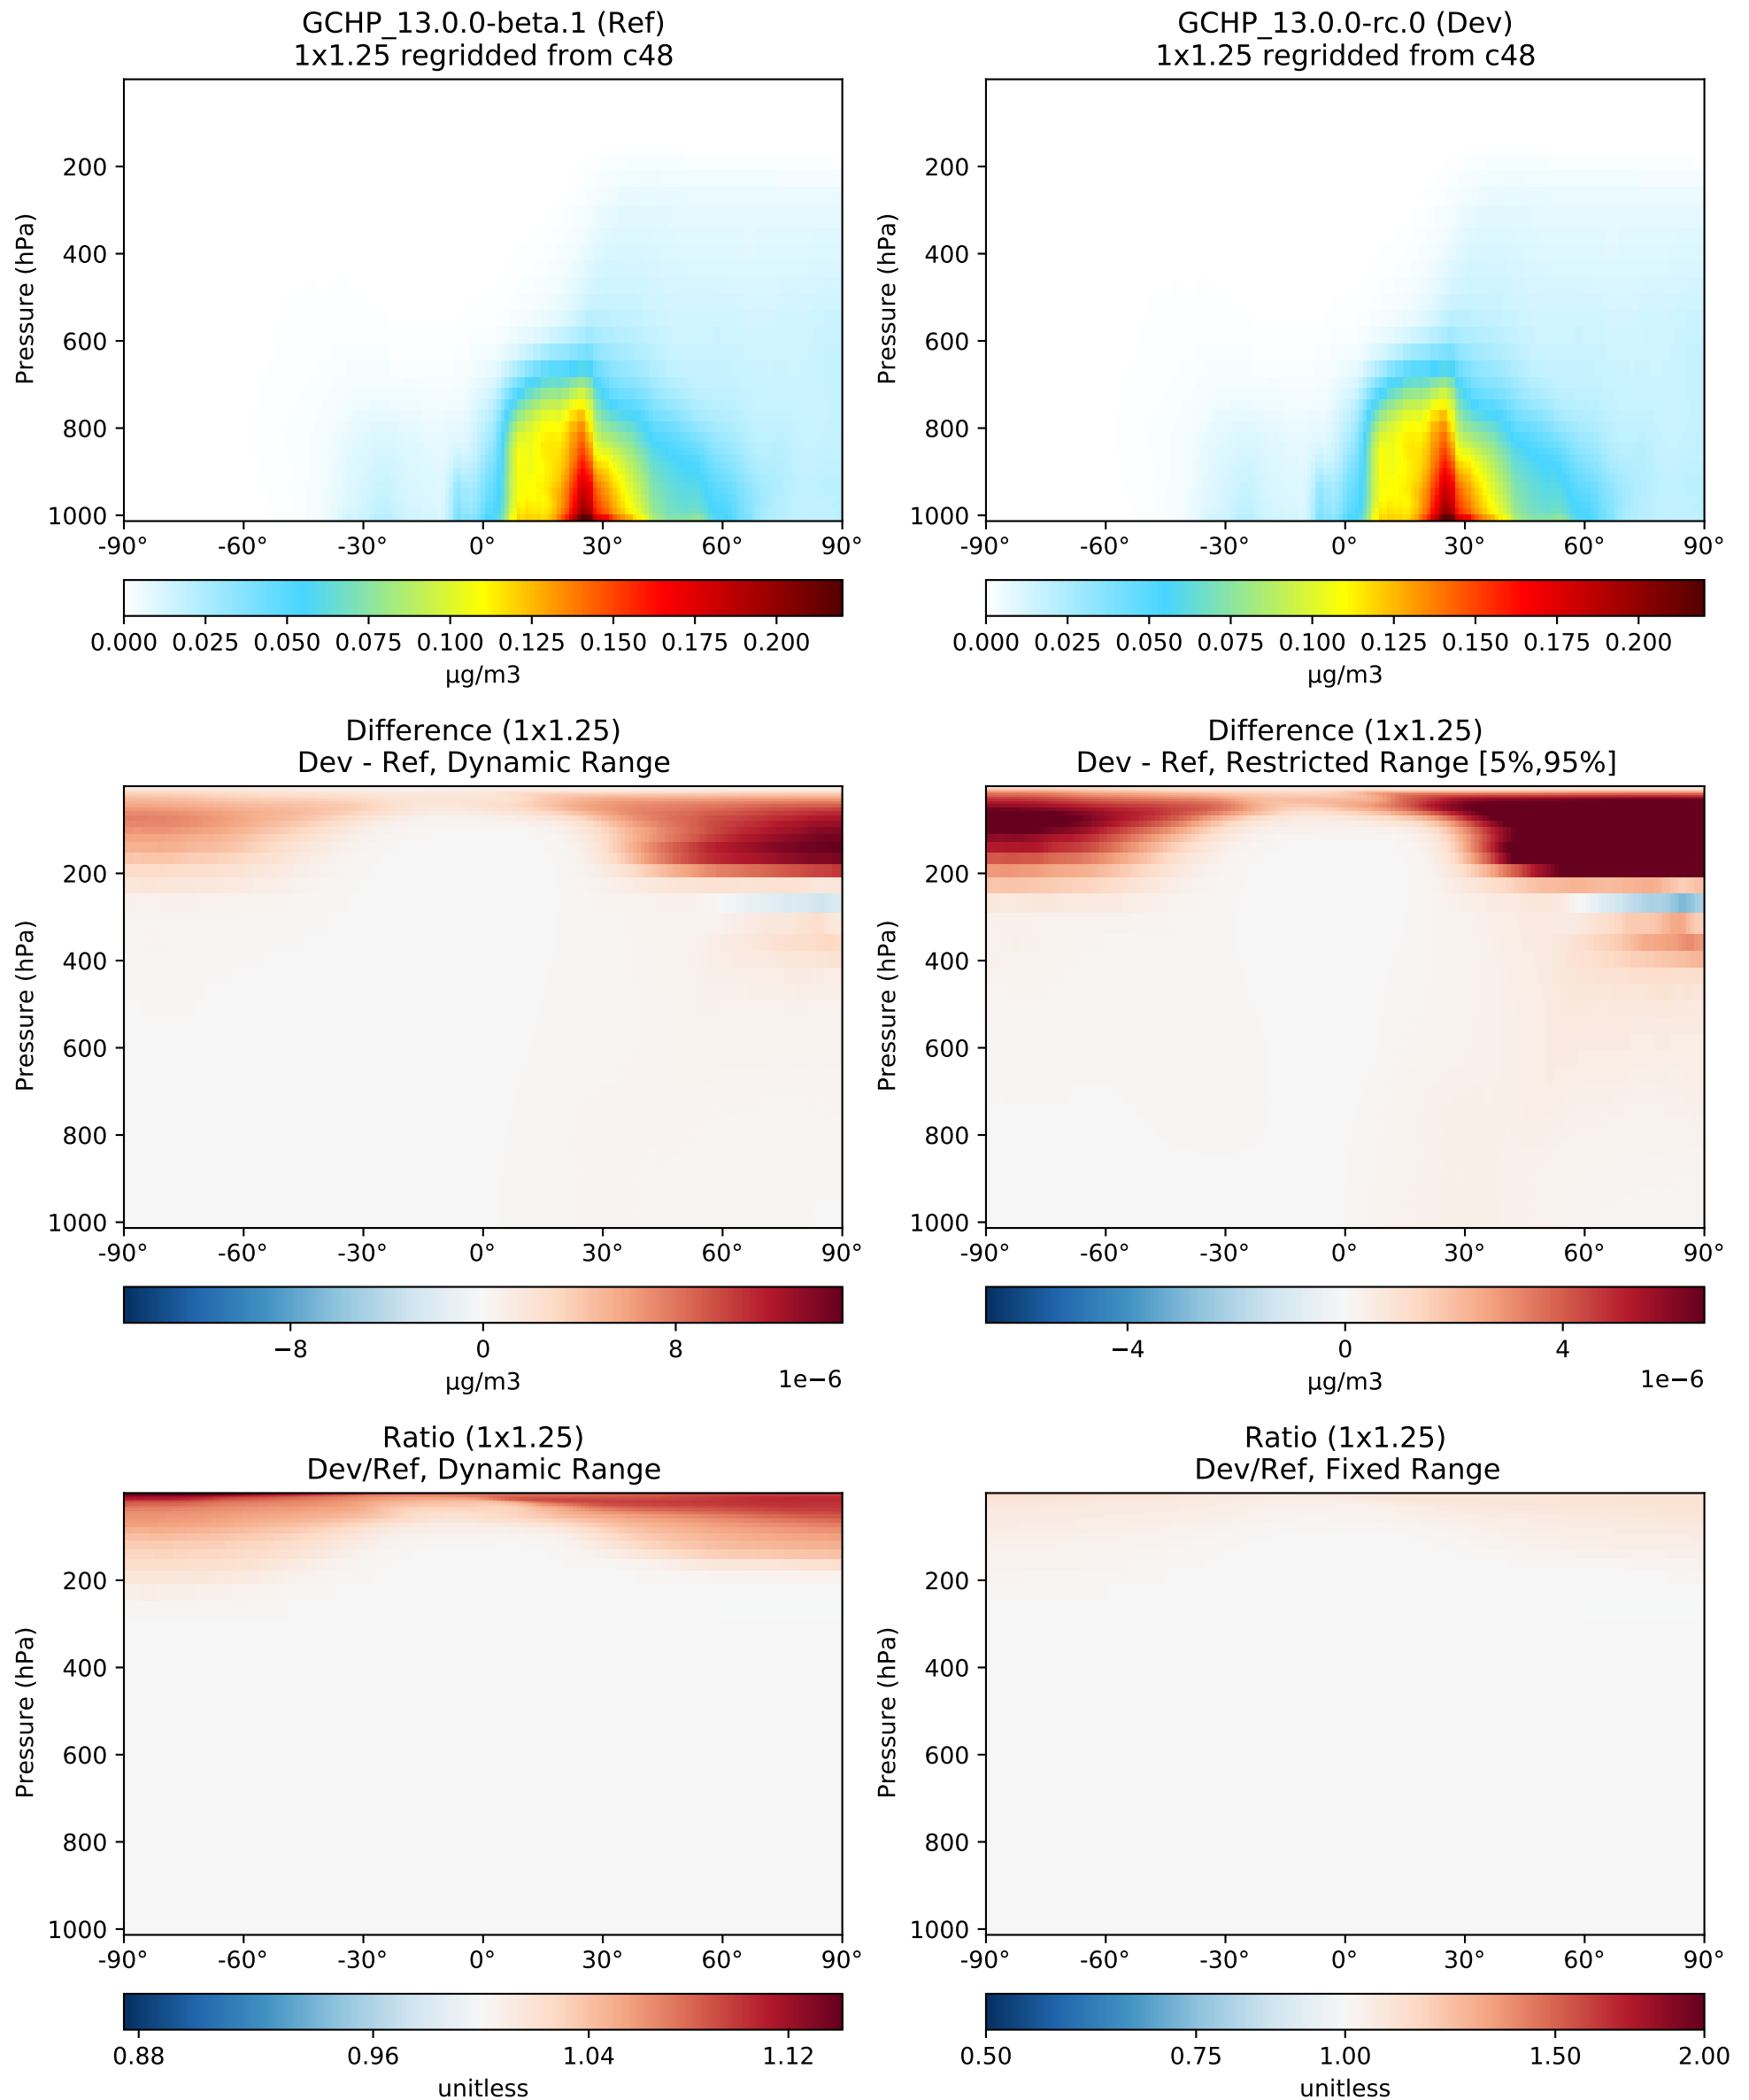 GCHP_13.0.0-beta.1 (Ref)
1x1.25 regridded from c48
Pressure (hPa)
200
400
600
800
1000
-90° -60° -30° 0° 30° 60° 90°
0.000 0.025 0.050 0.075 0.100 0.125 0.150 0.175 0.200
µg/m3
GCHP_13.0.0-rc.0 (Dev)
1x1.25 regridded from c48
Pressure (hPa)
200
400
600
800
1000
-90° -60° -30° 0° 30° 60° 90°
0.000 0.025 0.050 0.075 0.100 0.125 0.150 0.175 0.200
µg/m3
Difference (1x1.25)
Dev - Ref, Dynamic Range
Pressure (hPa)
200
400
600
800
1000
-90° -60° -30° 0° 30° 60° 90°
−8 0 8
µg/m3
1e−6
Difference (1x1.25)
Dev - Ref, Restricted Range [5%,95%]
Pressure (hPa)
200
400
600
800
1000
-90° -60° -30° 0° 30° 60° 90°
−4 0 4
µg/m3
1e−6
Ratio (1x1.25)
Dev/Ref, Dynamic Range
Pressure (hPa)
200
400
600
800
1000
-90° -60° -30° 0° 30° 60° 90°
0.88 0.96 1.04 1.12
unitless
Ratio (1x1.25)
Dev/Ref, Fixed Range
Pressure (hPa)
200
400
600
800
1000
-90° -60° -30° 0° 30° 60° 90°
0.50 0.75 1.00 1.50 2.00
unitless